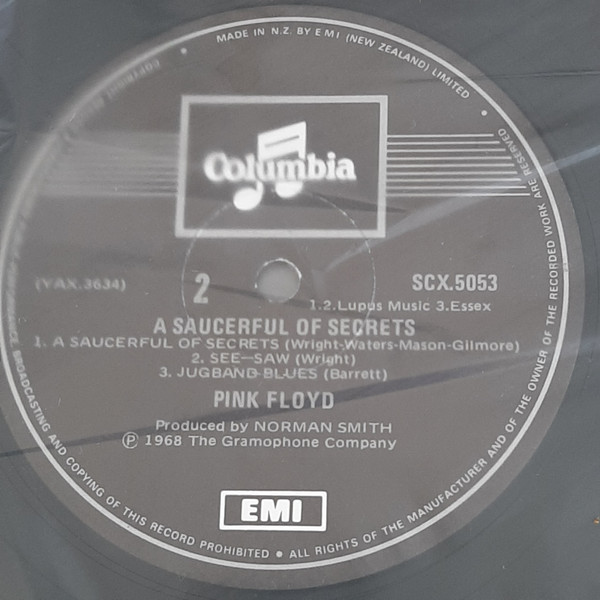 MADE IN N.Z. BY EMI (NEW ZEALAND) LIMITED
Columbia
(YAX.3634)
2
SCX.5053
1.2.Lupus Music 3.Essex
A SAUCERFUL OF SECRETS
1. A SAUCERFUL OF SECRETS (Wright-Waters-Mason-Gilmore)
2. SEE-SAW (Wright)
3. JUGBAND BLUES (Barrett)
PINK FLOYD
Produced by NORMAN SMITH
℗ 1968 The Gramophone Company
EMI
ALL RIGHTS OF THE MANUFACTURER AND OF THE OWNER OF THE RECORDED WORK ARE RESERVED
COPYRIGHT
BROADCASTING AND COPYING OF THIS RECORD PROHIBITED